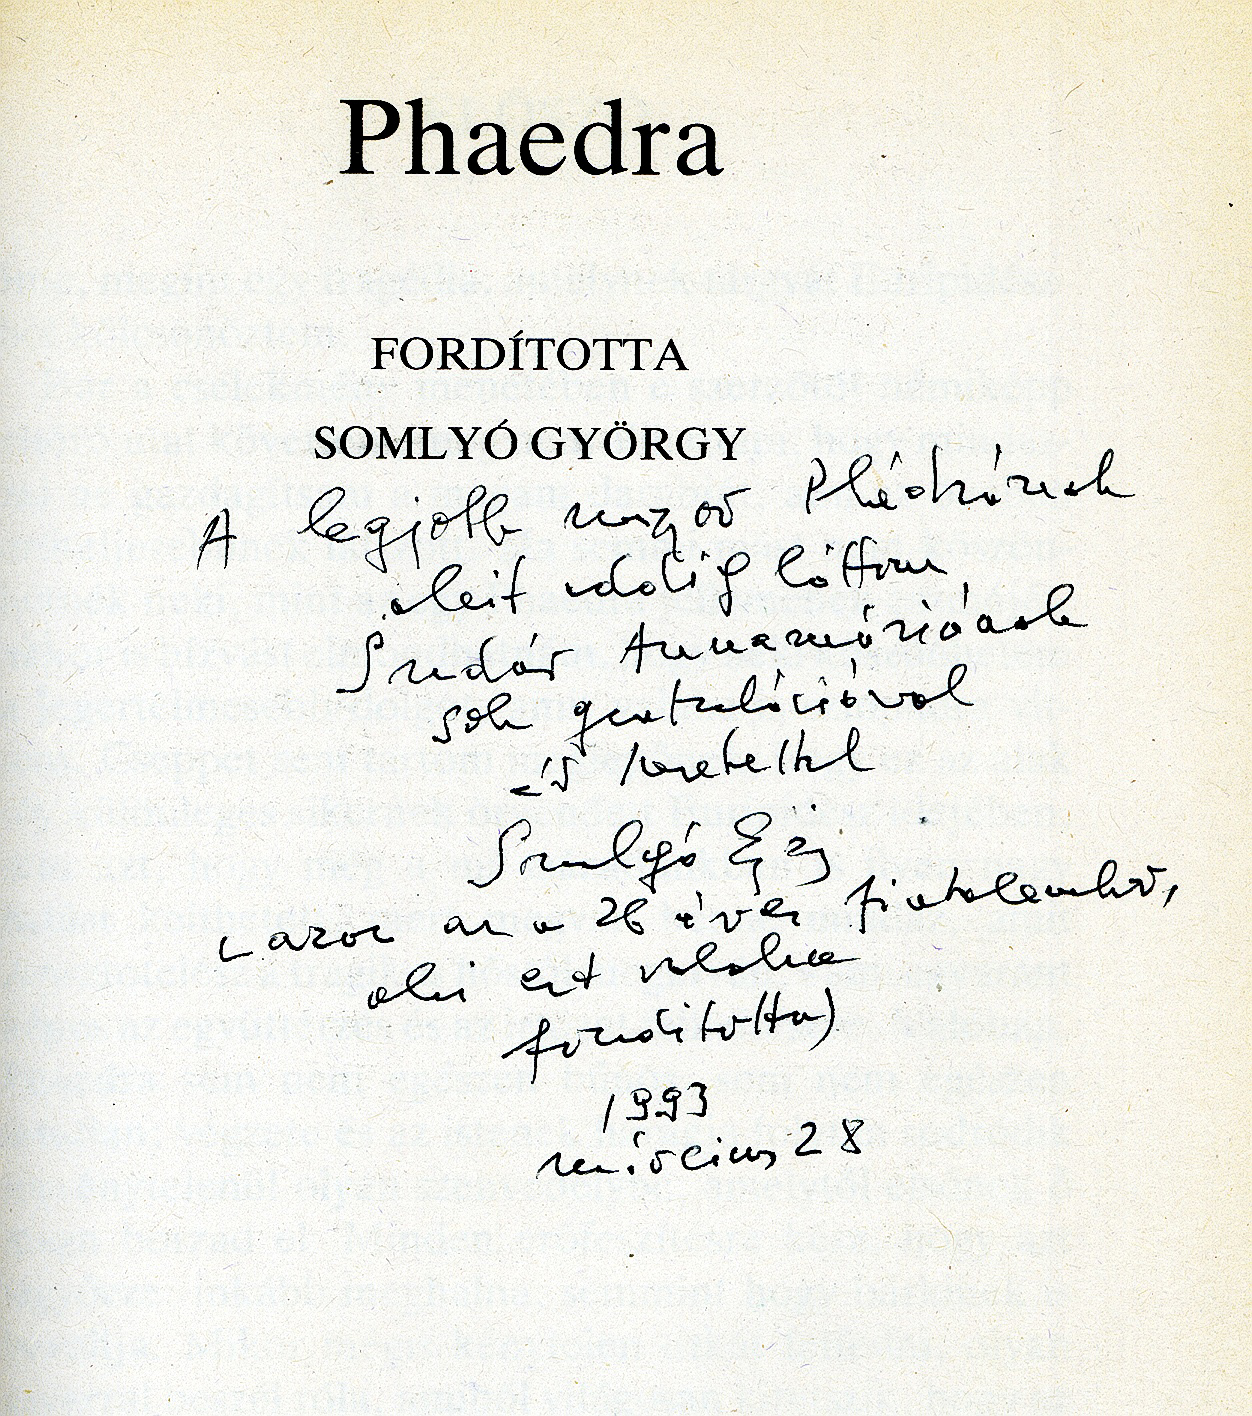 Phaedra
FORDÍTOTTA
SOMLYÓ GYÖRGY
A legjobb magyar Phédrának
akit eddig láttam,
Sudár Annamáriának
sok gratulációval
és szeretettel
Somlyó György
(azaz az a 26 éves fiatalember,
aki ezt valaha
fordította)
1993
március 28